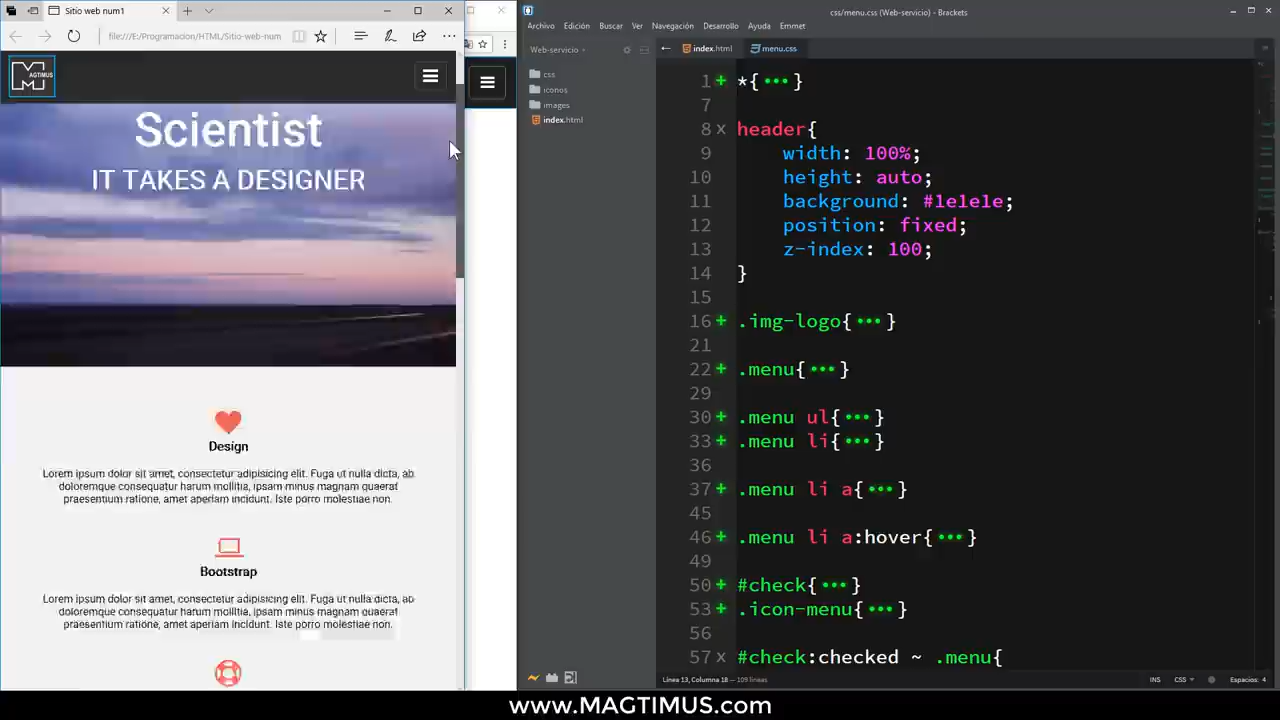 Sitio web num1
file:///E:/Programacion/HTML/Sitio-web-num
MAGTIMUS
Scientist
IT TAKES A DESIGNER
Design
Lorem ipsum dolor sit amet, consectetur adipisicing elit. Fuga ut nulla dicta, ab
doloremque consequatur harum mollitia, ipsam minus magnam quaerat
praesentium ratione, amet aperiam incidunt. Iste porro molestiae non.
Bootstrap
Lorem ipsum dolor sit amet, consectetur adipisicing elit. Fuga ut nulla dicta, ab
doloremque consequatur harum mollitia, ipsam minus magnam quaerat
praesentium ratione, amet aperiam incidunt. Iste porro molestiae non.
css/menu.css (Web-servicio) - Brackets
Archivo Edición Buscar Ver Navegación Desarrollo Ayuda Emmet
Web-servicio
css
iconos
images
index.html
index.html menu.css
1 *{•••}
7
8 header{
9 width: 100%;
10 height: auto;
11 background: #1e1e1e;
12 position: fixed;
13 z-index: 100;
14 }
15
16 .img-logo{•••}
21
22 .menu{•••}
29
30 .menu ul{•••}
33 .menu li{•••}
36
37 .menu li a{•••}
45
46 .menu li a:hover{•••}
49
50 #check{•••}
53 .icon-menu{•••}
56
57 #check:checked ~ .menu{
Línea 13, Columna 18 — 109 líneas
INS CSS Espacios: 4
www.MAGTIMUS.com